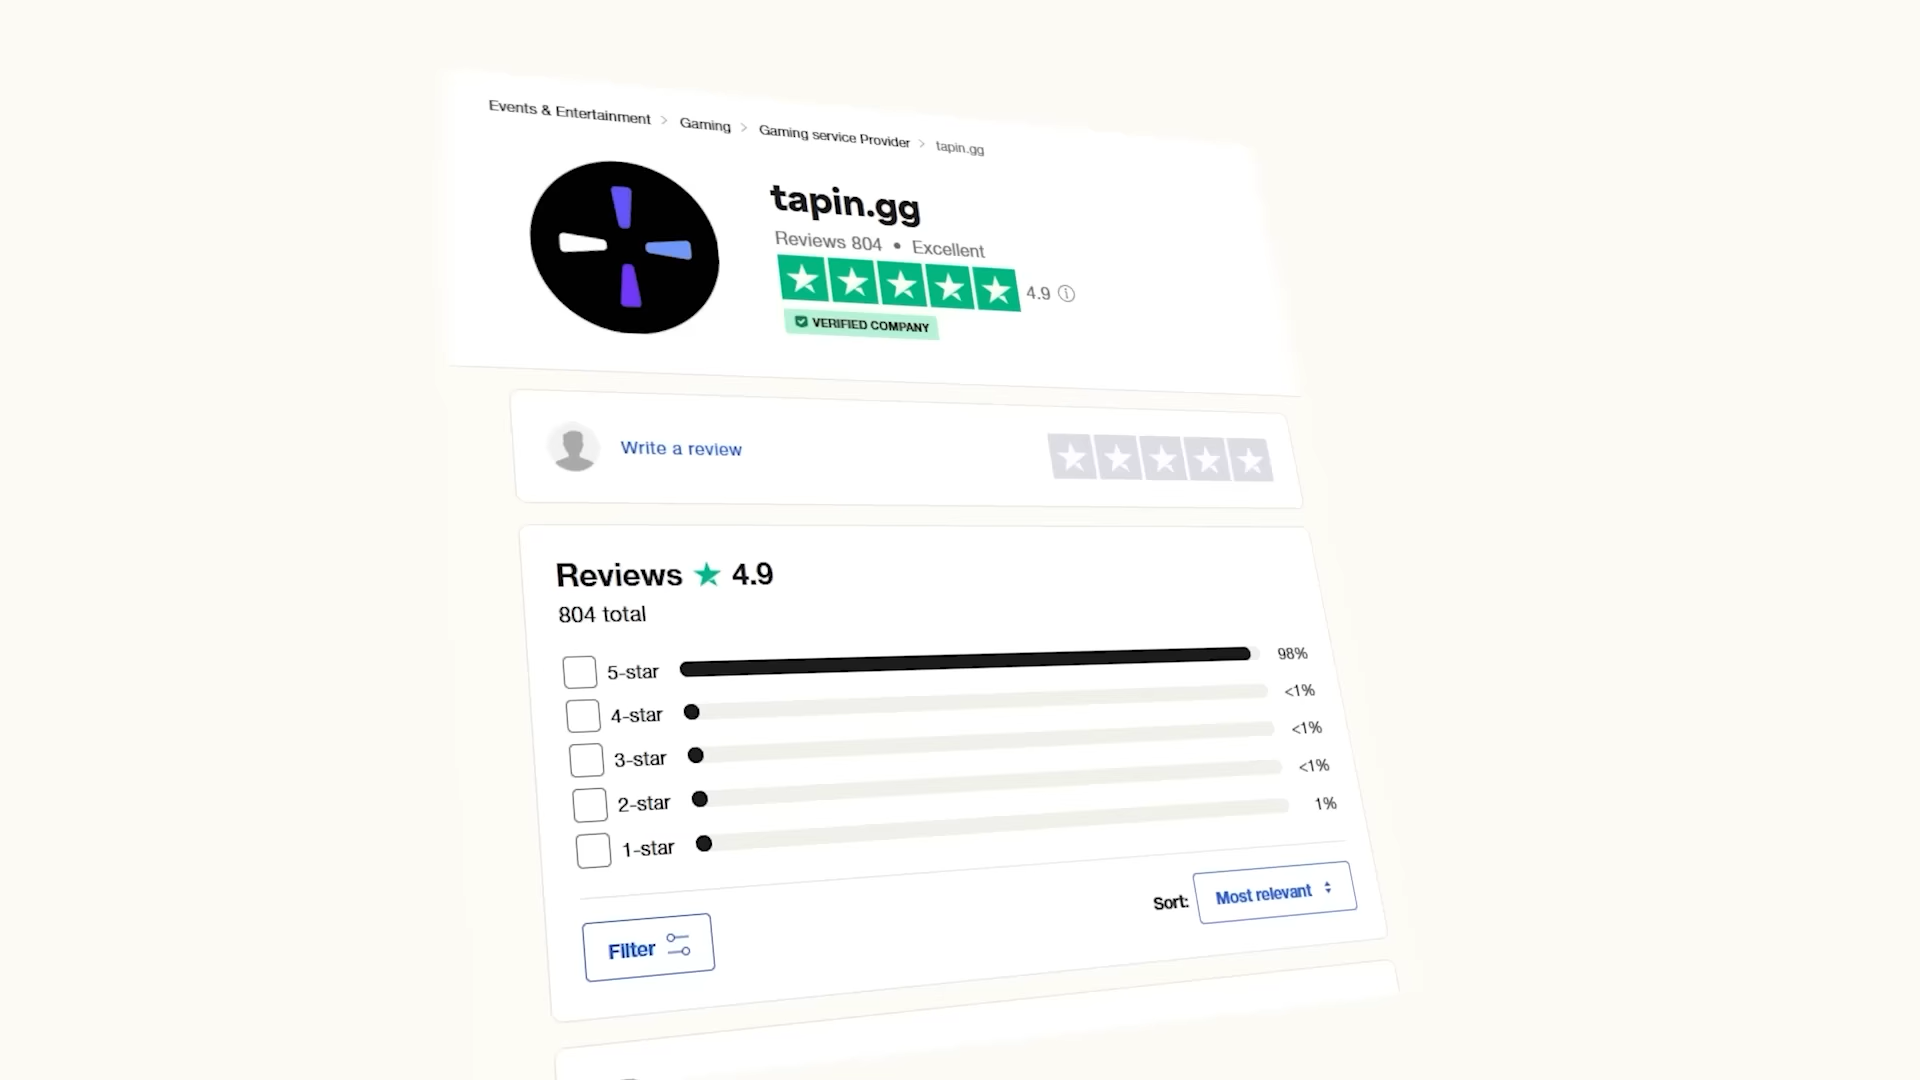 Events & Entertainment > Gaming > Gaming service Provider > tapin.gg
tapin.gg
Reviews 804 • Excellent
4.9
VERIFIED COMPANY
Write a review
Reviews ★ 4.9
804 total
5-star 98%
4-star <1%
3-star <1%
2-star <1%
1-star 1%
Sort: Most relevant
Filter